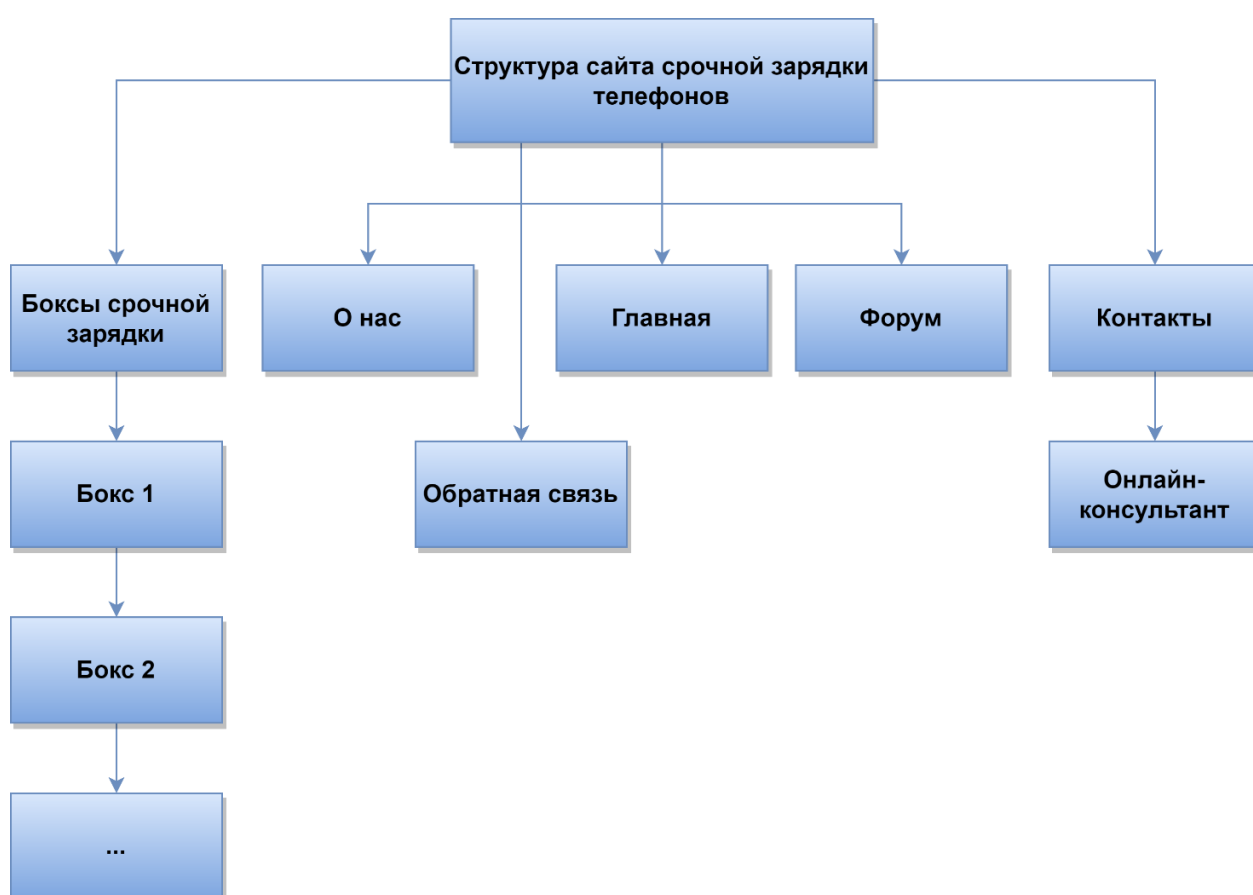 Структура сайта срочной зарядки
телефонов
Боксы срочной
зарядки
О нас
Главная
Форум
Контакты
Бокс 1
Обратная связь
Онлайн-
консультант
Бокс 2
...